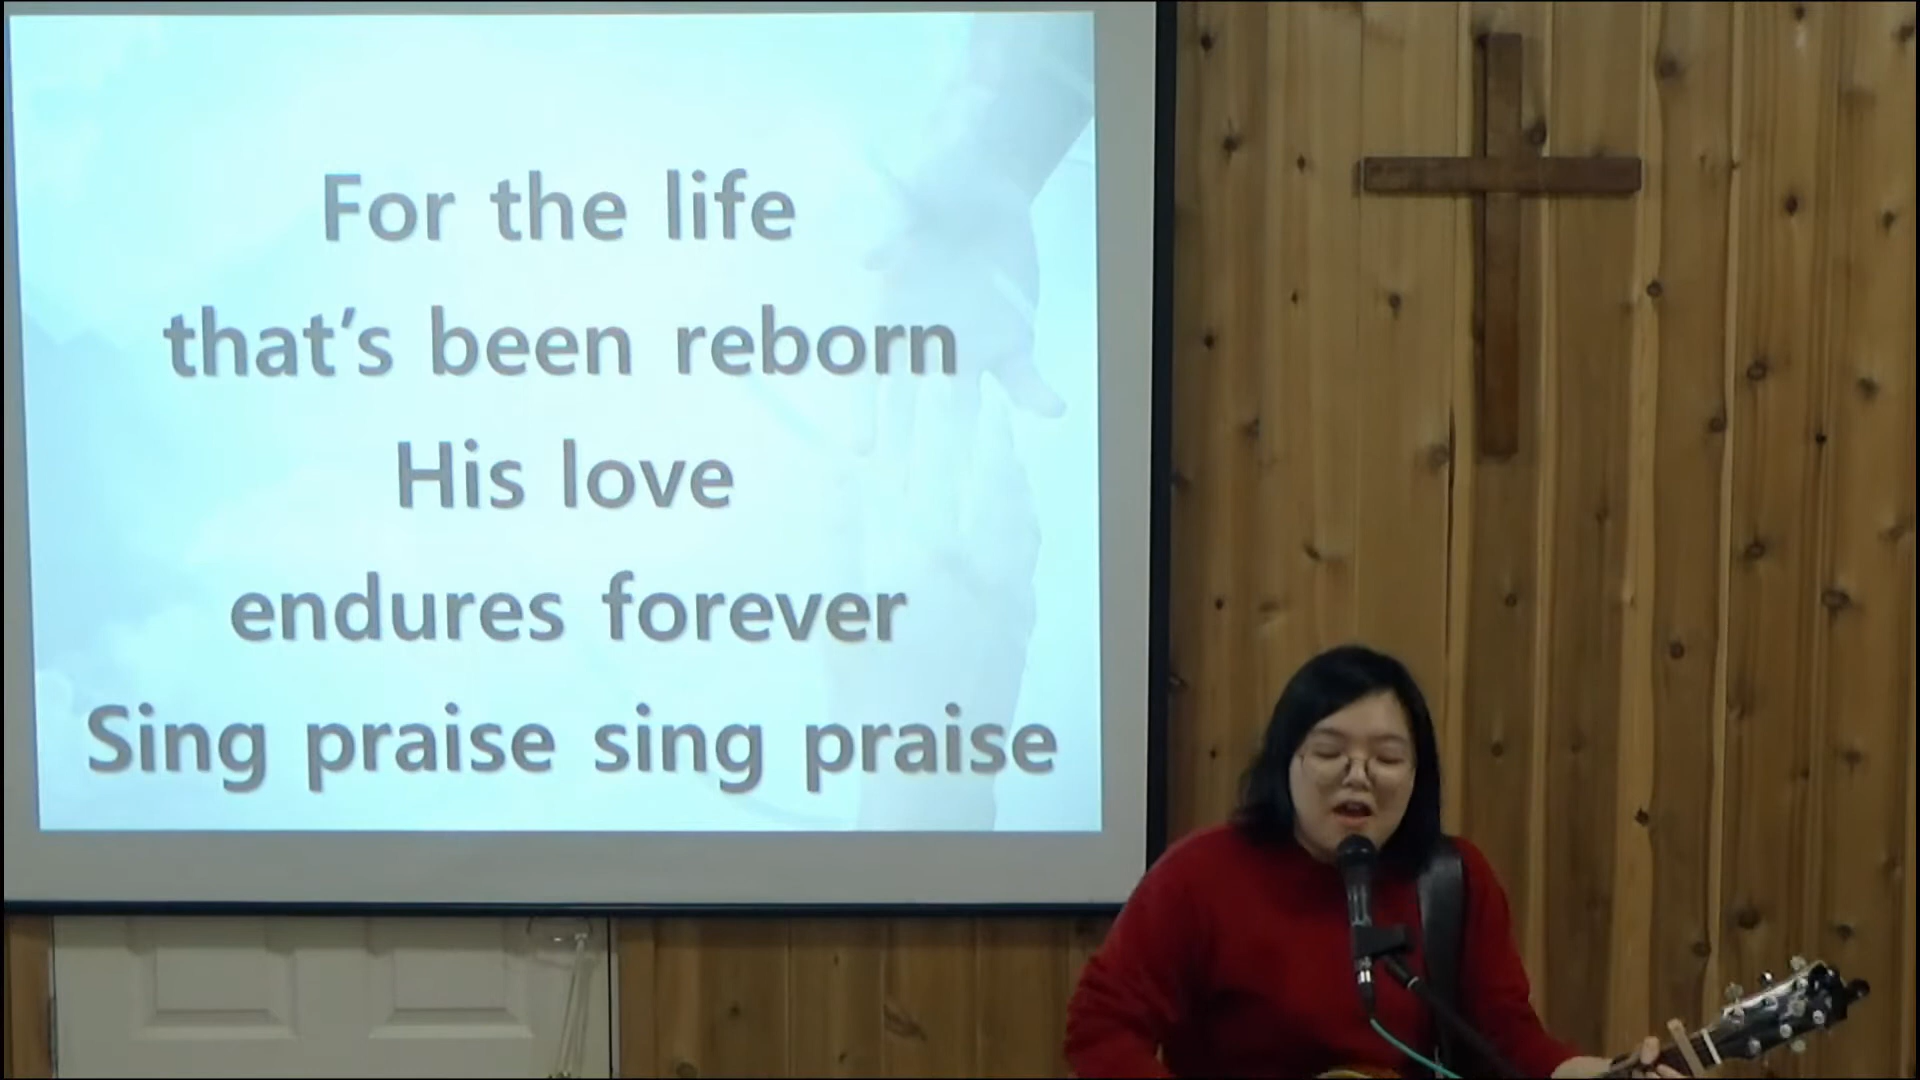 For the life
that's been reborn
His love
endures forever
Sing praise sing praise